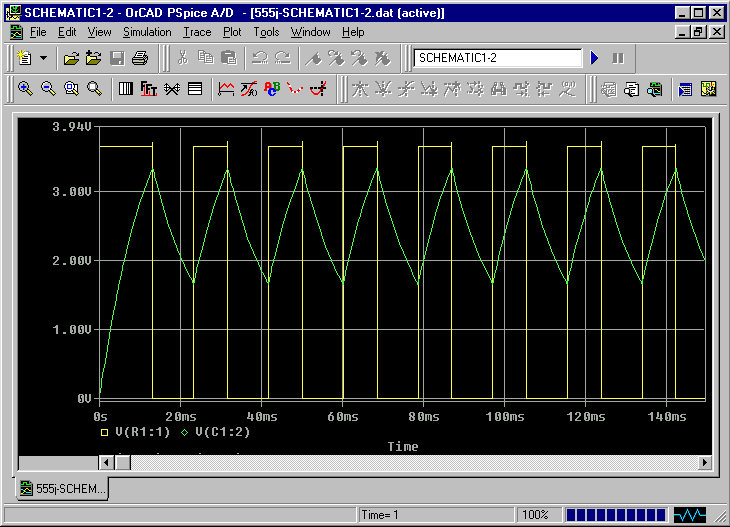 SCHEMATIC1-2 - OrCAD PSpice A/D - [555j-SCHEMATIC1-2.dat (active)]
File Edit View Simulation Trace Plot Tools Window Help
SCHEMATIC1-2
3.94V
3.00V
2.00V
1.00V
0V
0s 20ms 40ms 60ms 80ms 100ms 120ms 140ms
V(R1:1) V(C1:2)
Time
555j-SCHEM...
Time= 1 100%